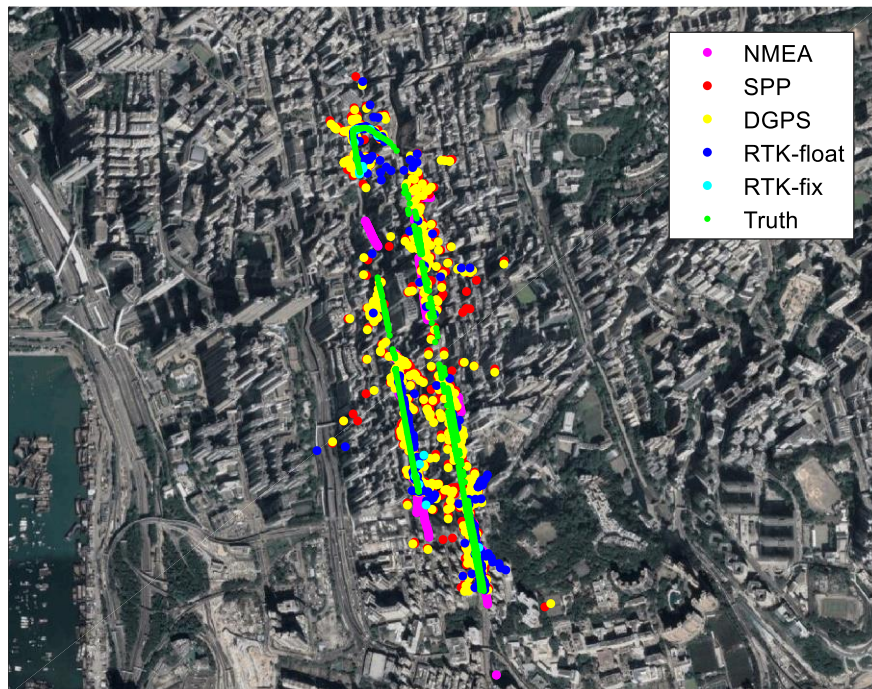 NMEA
SPP
DGPS
RTK-float
RTK-fix
Truth